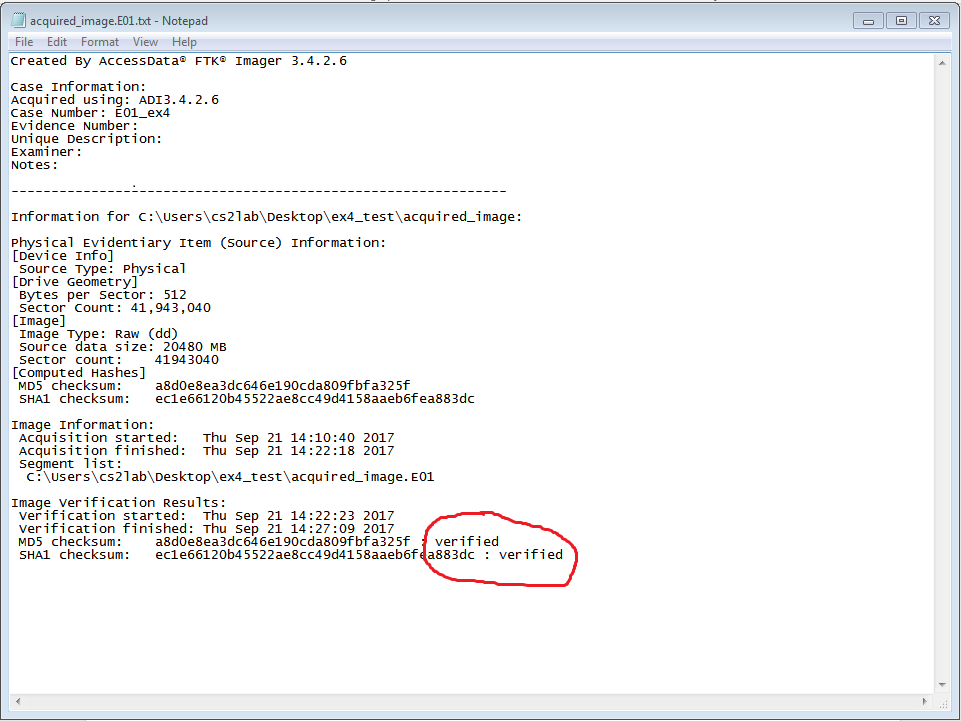 acquired_image.E01.txt - Notepad
File Edit Format View Help
Created By AccessData® FTK® Imager 3.4.2.6
Case Information:
Acquired using: ADI3.4.2.6
Case Number: E01_ex4
Evidence Number:
Unique Description:
Examiner:
Notes:
--------------------------------------------------------------
Information for C:\Users\cs2lab\Desktop\ex4_test\acquired_image:
Physical Evidentiary Item (Source) Information:
[Device Info]
Source Type: Physical
[Drive Geometry]
Bytes per Sector: 512
Sector Count: 41,943,040
[Image]
Image Type: Raw (dd)
Source data size: 20480 MB
Sector count:    41943040
[Computed Hashes]
MD5 checksum:    a8d0e8ea3dc646e190cda809fbfa325f
SHA1 checksum:   ec1e66120b45522ae8cc49d4158aaeb6fea883dc
Image Information:
Acquisition started:   Thu Sep 21 14:10:40 2017
Acquisition finished:  Thu Sep 21 14:22:18 2017
Segment list:
C:\Users\cs2lab\Desktop\ex4_test\acquired_image.E01
Image Verification Results:
Verification started:  Thu Sep 21 14:22:23 2017
Verification finished: Thu Sep 21 14:27:09 2017
MD5 checksum:    a8d0e8ea3dc646e190cda809fbfa325f : verified
SHA1 checksum:   ec1e66120b45522ae8cc49d4158aaeb6fea883dc : verified